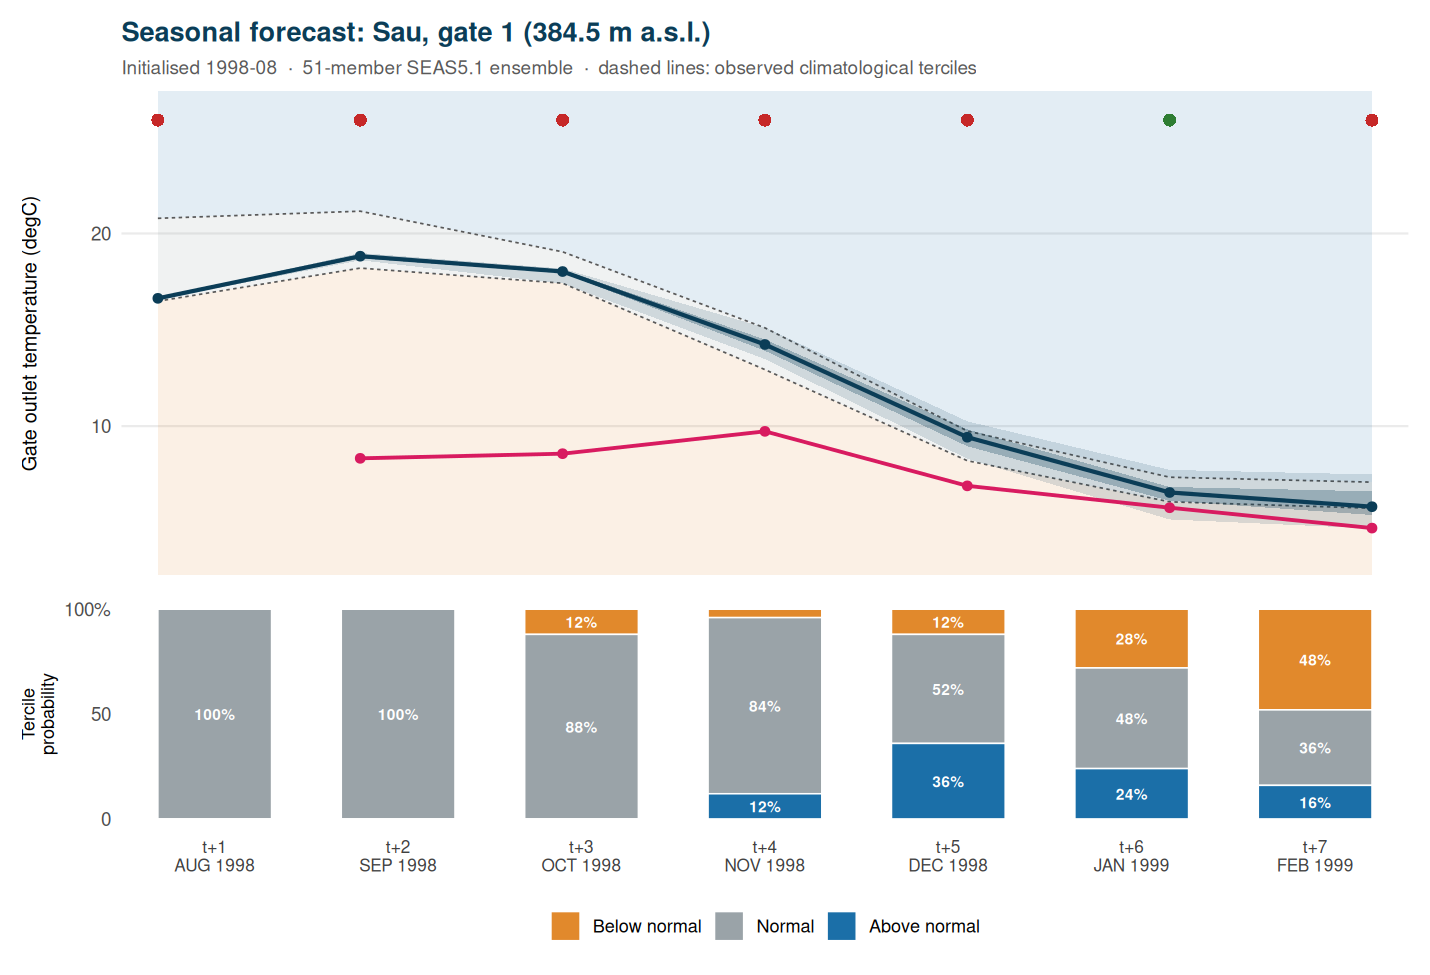 Seasonal forecast: Sau, gate 1 (384.5 m a.s.l.)
Initialised 1998-08 · 51-member SEAS5.1 ensemble · dashed lines: observed climatological terciles
Gate outlet temperature (degC)
20
10
Tercile
probability
100%
50
0
100%
100%
12%
88%
84%
12%
12%
52%
36%
28%
48%
24%
48%
36%
16%
t+1
AUG 1998
t+2
SEP 1998
t+3
OCT 1998
t+4
NOV 1998
t+5
DEC 1998
t+6
JAN 1999
t+7
FEB 1999
Below normal
Normal
Above normal